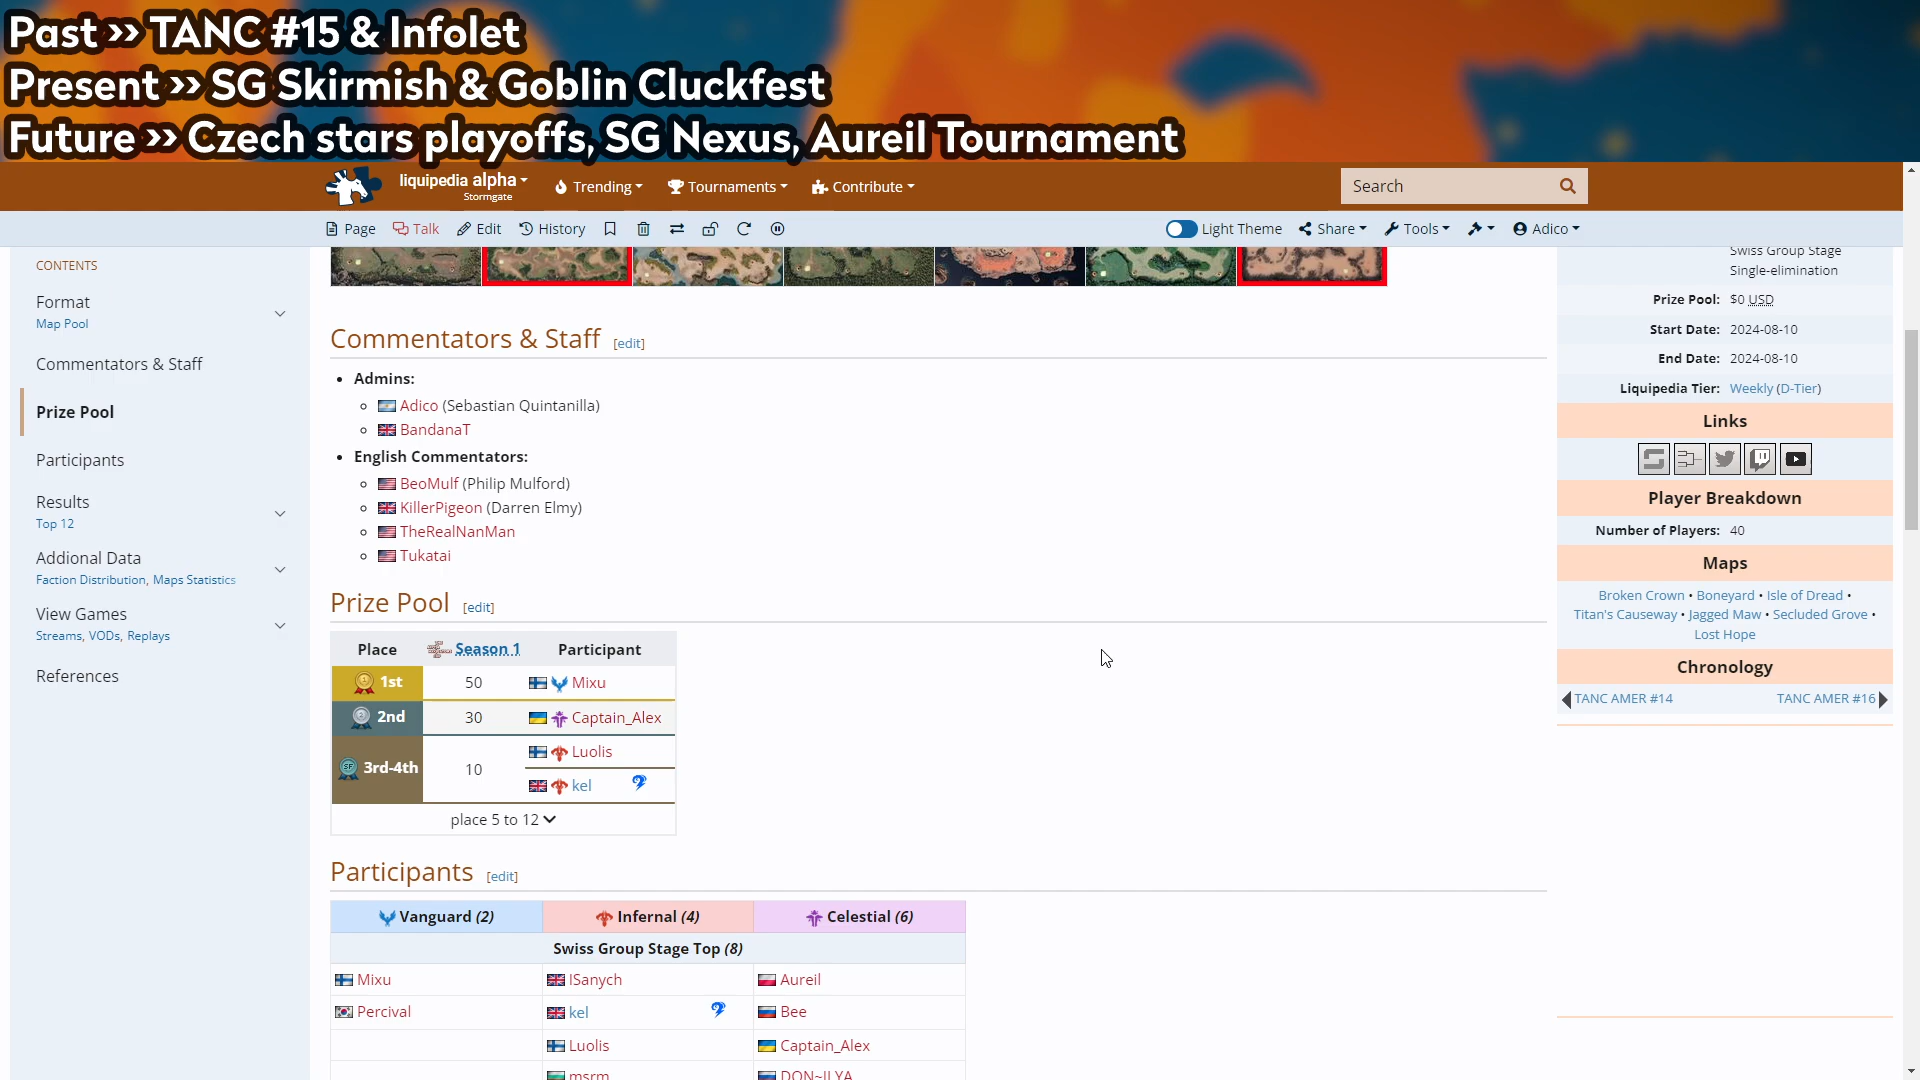 Past >> TANC #15 & Infolet
Present >> SG Skirmish & Goblin Cluckfest
Future >> Czech stars playoffs, SG Nexus, Aureil Tournament
liquipedia alpha
Stormgate
Trending
Tournaments
Contribute
Search
Page
Talk
Edit
History
Light Theme
Share
Tools
Adico
CONTENTS
Format
Map Pool
Commentators & Staff
Prize Pool
Participants
Results
Top 12
Addional Data
Faction Distribution, Maps Statistics
View Games
Streams, VODs, Replays
References
Commentators & Staff [edit]
Admins:
Adico (Sebastian Quintanilla)
BandanaT
English Commentators:
BeoMulf (Philip Mulford)
KillerPigeon (Darren Elmy)
TheRealNanMan
Tukatai
Prize Pool [edit]
Place Season 1 Participant
1st 50 Mixu
2nd 30 Captain_Alex
3rd-4th 10 Luolis
kel
place 5 to 12
Participants [edit]
Vanguard (2) Infernal (4) Celestial (6)
Swiss Group Stage Top (8)
Mixu ISanych Aureil
Percival kel Bee
Luolis Captain_Alex
msrm DON~ILYA
Swiss Group Stage
Single-elimination
Prize Pool: $0 USD
Start Date: 2024-08-10
End Date: 2024-08-10
Liquipedia Tier: Weekly (D-Tier)
Links
Player Breakdown
Number of Players: 40
Maps
Broken Crown • Boneyard • Isle of Dread •
Titan's Causeway • Jagged Maw • Secluded Grove •
Lost Hope
Chronology
TANC AMER #14 TANC AMER #16